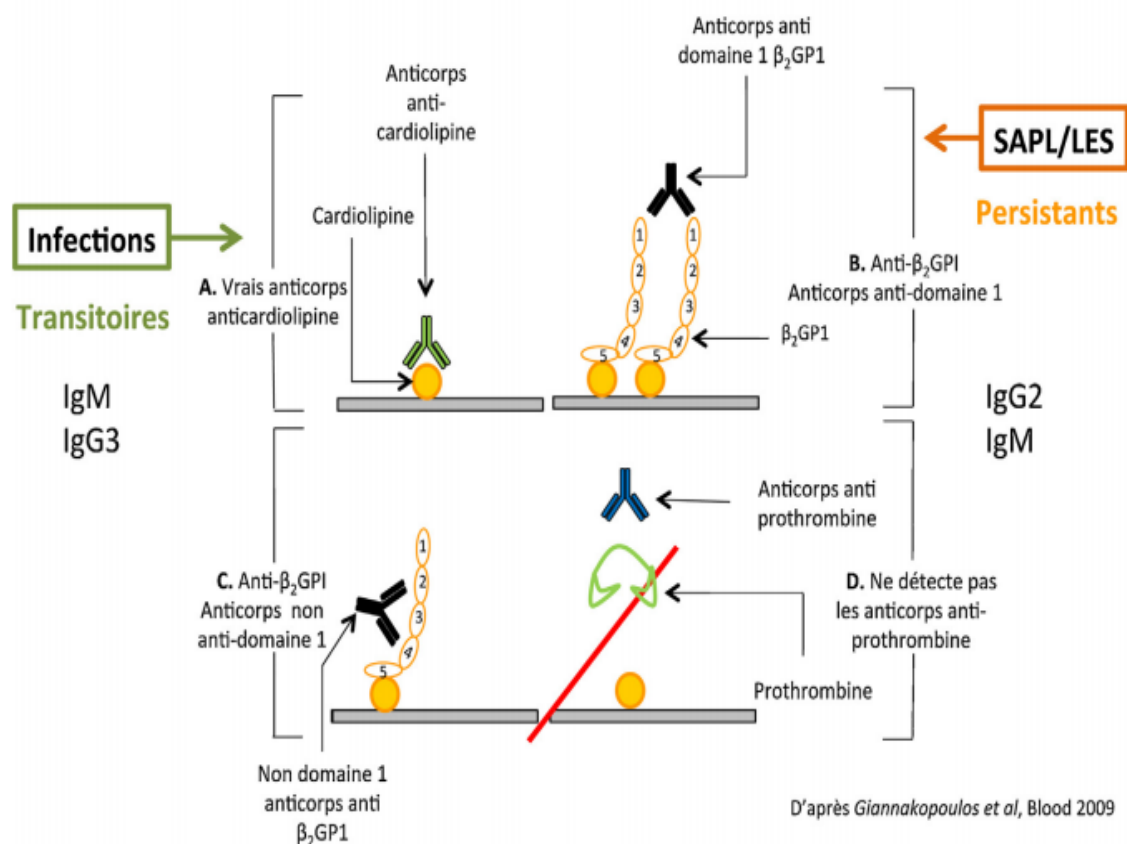 Anticorps anti
domaine 1 β₂GP1
Anticorps
anti-
cardiolipine
SAPL/LES
Persistants
Infections
Transitoires
Cardiolipine
A. Vrais anticorps
anticardiolipine
1
1
2
2
3
3
4
4
5
5
B. Anti-β₂GPI
Anticorps anti-domaine 1
β₂GP1
IgM
IgG3
IgG2
IgM
Anticorps anti
prothrombine
C. Anti-β₂GPI
Anticorps non
anti-domaine 1
1
2
3
4
5
D. Ne détecte pas
les anticorps anti-
prothrombine
Prothrombine
Non domaine 1
anticorps anti
β₂GP1
D'après Giannakopoulos et al, Blood 2009